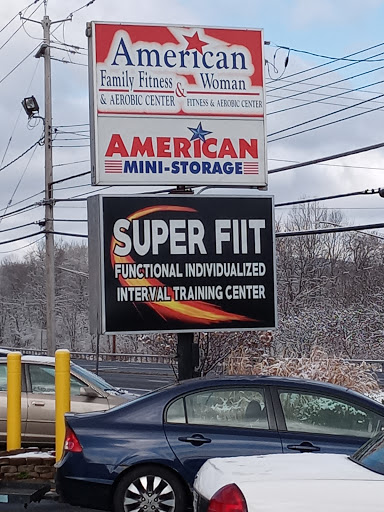 American
Family Fitness & Woman
& AEROBIC CENTER FITNESS & AEROBIC CENTER
AMERICAN
MINI-STORAGE
SUPER FIIT
FUNCTIONAL INDIVIDUALIZED
INTERVAL TRAINING CENTER